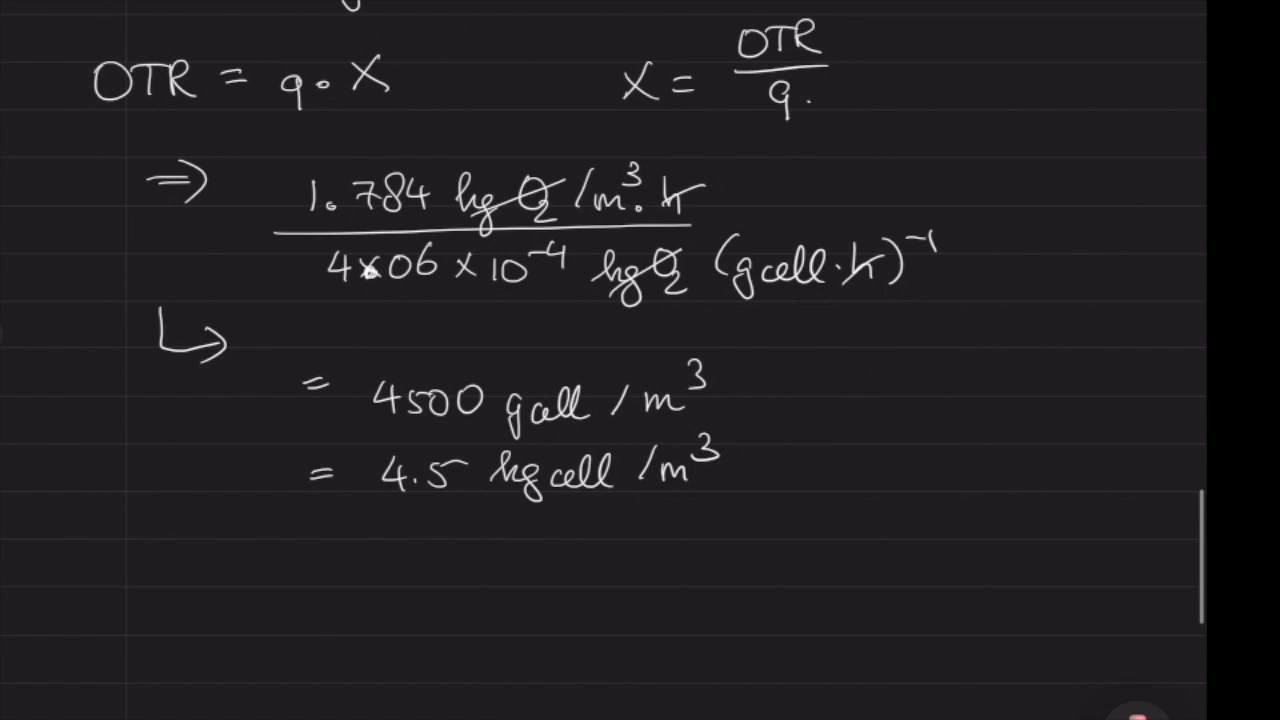 OTR = q. X
X = OTR / q.
⇒ 1.784 kg O₂ /m³. h
4.06 × 10⁻⁴ kg O₂ (gcell.h)⁻¹
↳
= 4500 gcell / m³
= 4.5 kgcell /m³